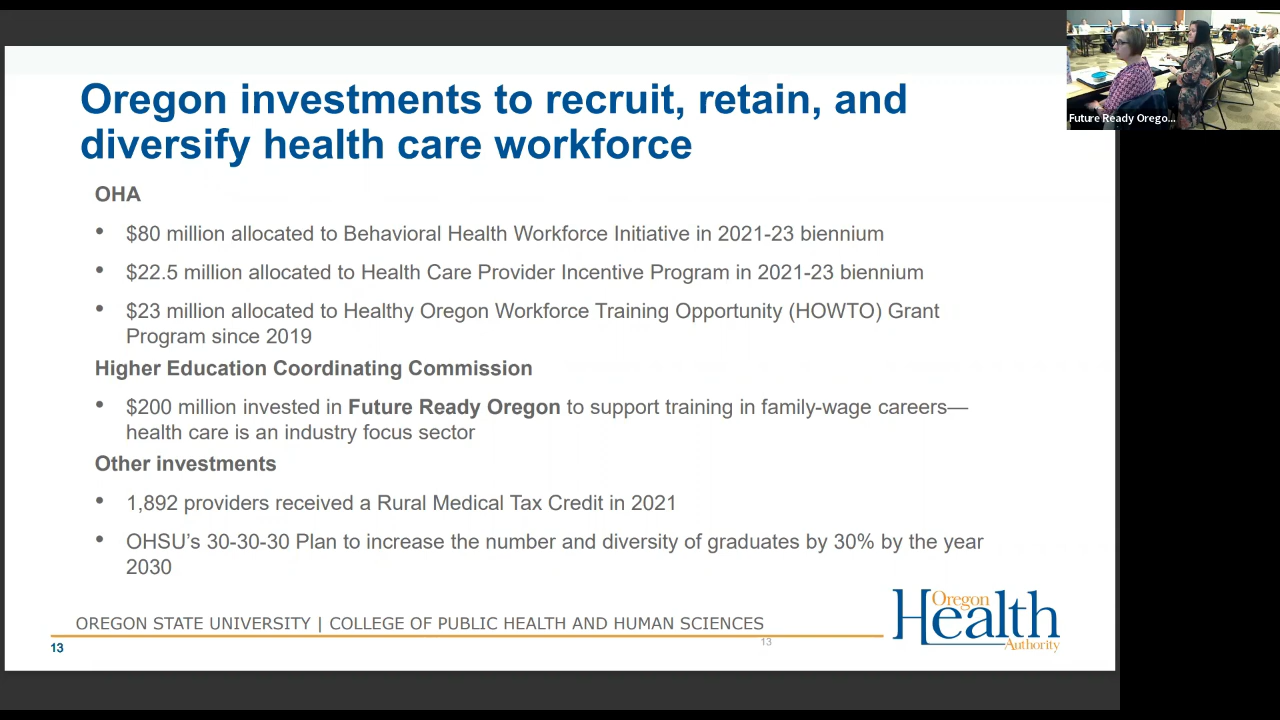 Oregon investments to recruit, retain, and
diversify health care workforce
OHA
• $80 million allocated to Behavioral Health Workforce Initiative in 2021-23 biennium
• $22.5 million allocated to Health Care Provider Incentive Program in 2021-23 biennium
• $23 million allocated to Healthy Oregon Workforce Training Opportunity (HOWTO) Grant
Program since 2019
Higher Education Coordinating Commission
• $200 million invested in Future Ready Oregon to support training in family-wage careers—
health care is an industry focus sector
Other investments
• 1,892 providers received a Rural Medical Tax Credit in 2021
• OHSU’s 30-30-30 Plan to increase the number and diversity of graduates by 30% by the year
2030
OREGON STATE UNIVERSITY | COLLEGE OF PUBLIC HEALTH AND HUMAN SCIENCES
13
13
Oregon
Health
Authority
Future Ready Orego...